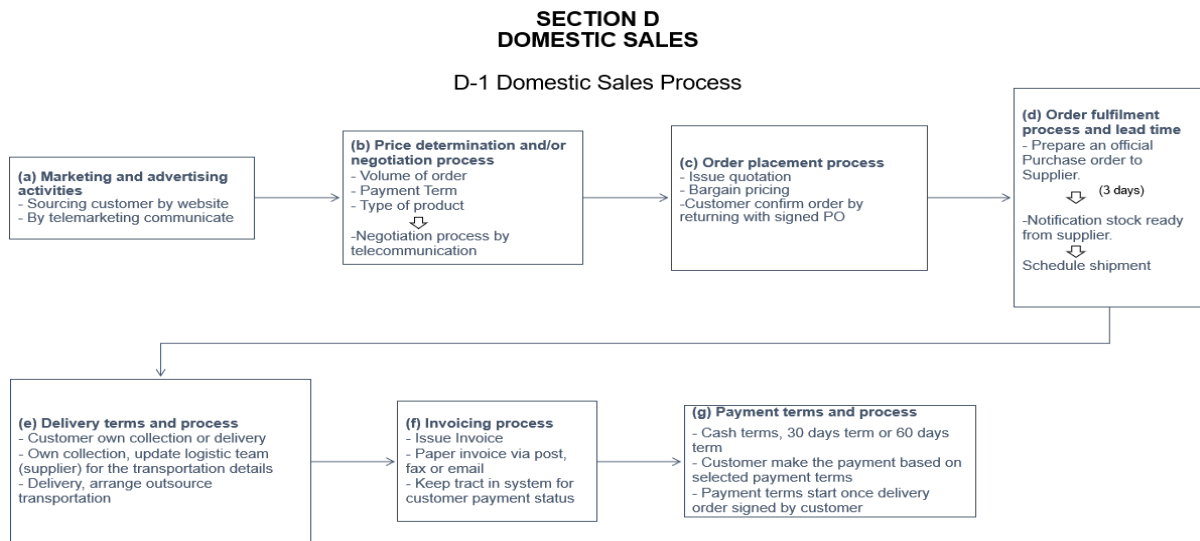 SECTION D
DOMESTIC SALES
D-1 Domestic Sales Process
(a) Marketing and advertising
activities
- Sourcing customer by website
- By telemarketing communicate
(b) Price determination and/or
negotiation process
- Volume of order
- Payment Term
- Type of product
-Negotiation process by
telecommunication
(c) Order placement process
- Issue quotation
- Bargain pricing
-Customer confirm order by
returning with signed PO
(d) Order fulfilment
process and lead time
- Prepare an official
Purchase order to
Supplier.
(3 days)
-Notification stock ready
from supplier.
Schedule shipment
(e) Delivery terms and process
- Customer own collection or delivery
- Own collection, update logistic team
(supplier) for the transportation details
- Delivery, arrange outsource
transportation
(f) Invoicing process
- Issue Invoice
- Paper invoice via post,
fax or email
- Keep tract in system for
customer payment status
(g) Payment terms and process
- Cash terms, 30 days term or 60 days
term
- Customer make the payment based on
selected payment terms
- Payment terms start once delivery
order signed by customer